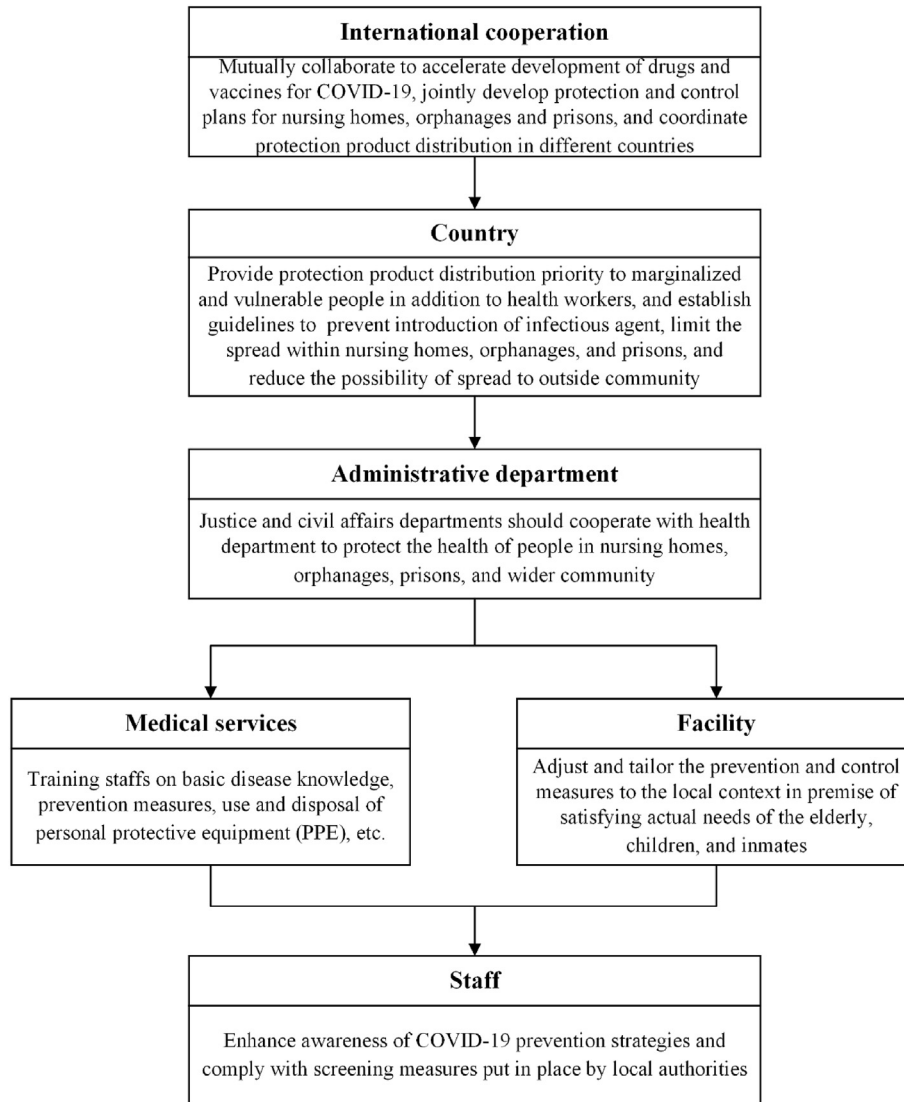 International cooperation
Mutually collaborate to accelerate development of drugs and
vaccines for COVID-19, jointly develop protection and control
plans for nursing homes, orphanages and prisons, and coordinate
protection product distribution in different countries
Country
Provide protection product distribution priority to marginalized
and vulnerable people in addition to health workers, and establish
guidelines to prevent introduction of infectious agent, limit the
spread within nursing homes, orphanages, and prisons, and
reduce the possibility of spread to outside community
Administrative department
Justice and civil affairs departments should cooperate with health
department to protect the health of people in nursing homes,
orphanages, prisons, and wider community
Medical services
Training staffs on basic disease knowledge,
prevention measures, use and disposal of
personal protective equipment (PPE), etc.
Facility
Adjust and tailor the prevention and control
measures to the local context in premise of
satisfying actual needs of the elderly,
children, and inmates
Staff
Enhance awareness of COVID-19 prevention strategies and
comply with screening measures put in place by local authorities